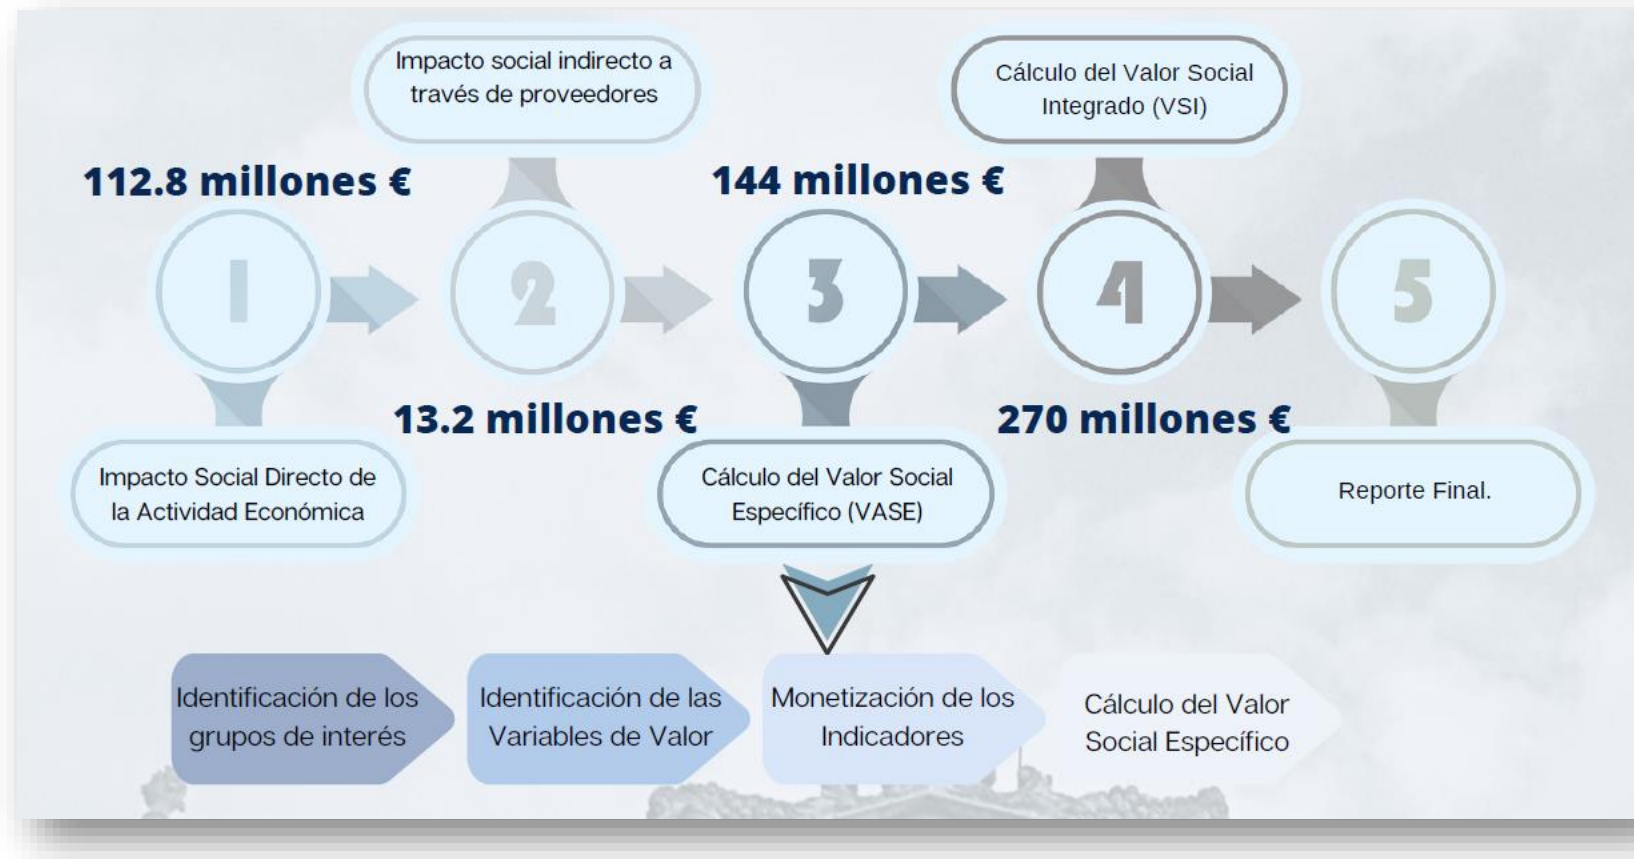 Impacto social indirecto a
través de proveedores
Cálculo del Valor Social
Integrado (VSI)
112.8 millones €
144 millones €
1
2
3
4
5
13.2 millones €
270 millones €
Impacto Social Directo de
la Actividad Económica
Cálculo del Valor Social
Específico (VASE)
Reporte Final.
Identificación de los
grupos de interés
Identificación de las
Variables de Valor
Monetización de los
Indicadores
Cálculo del Valor
Social Específico